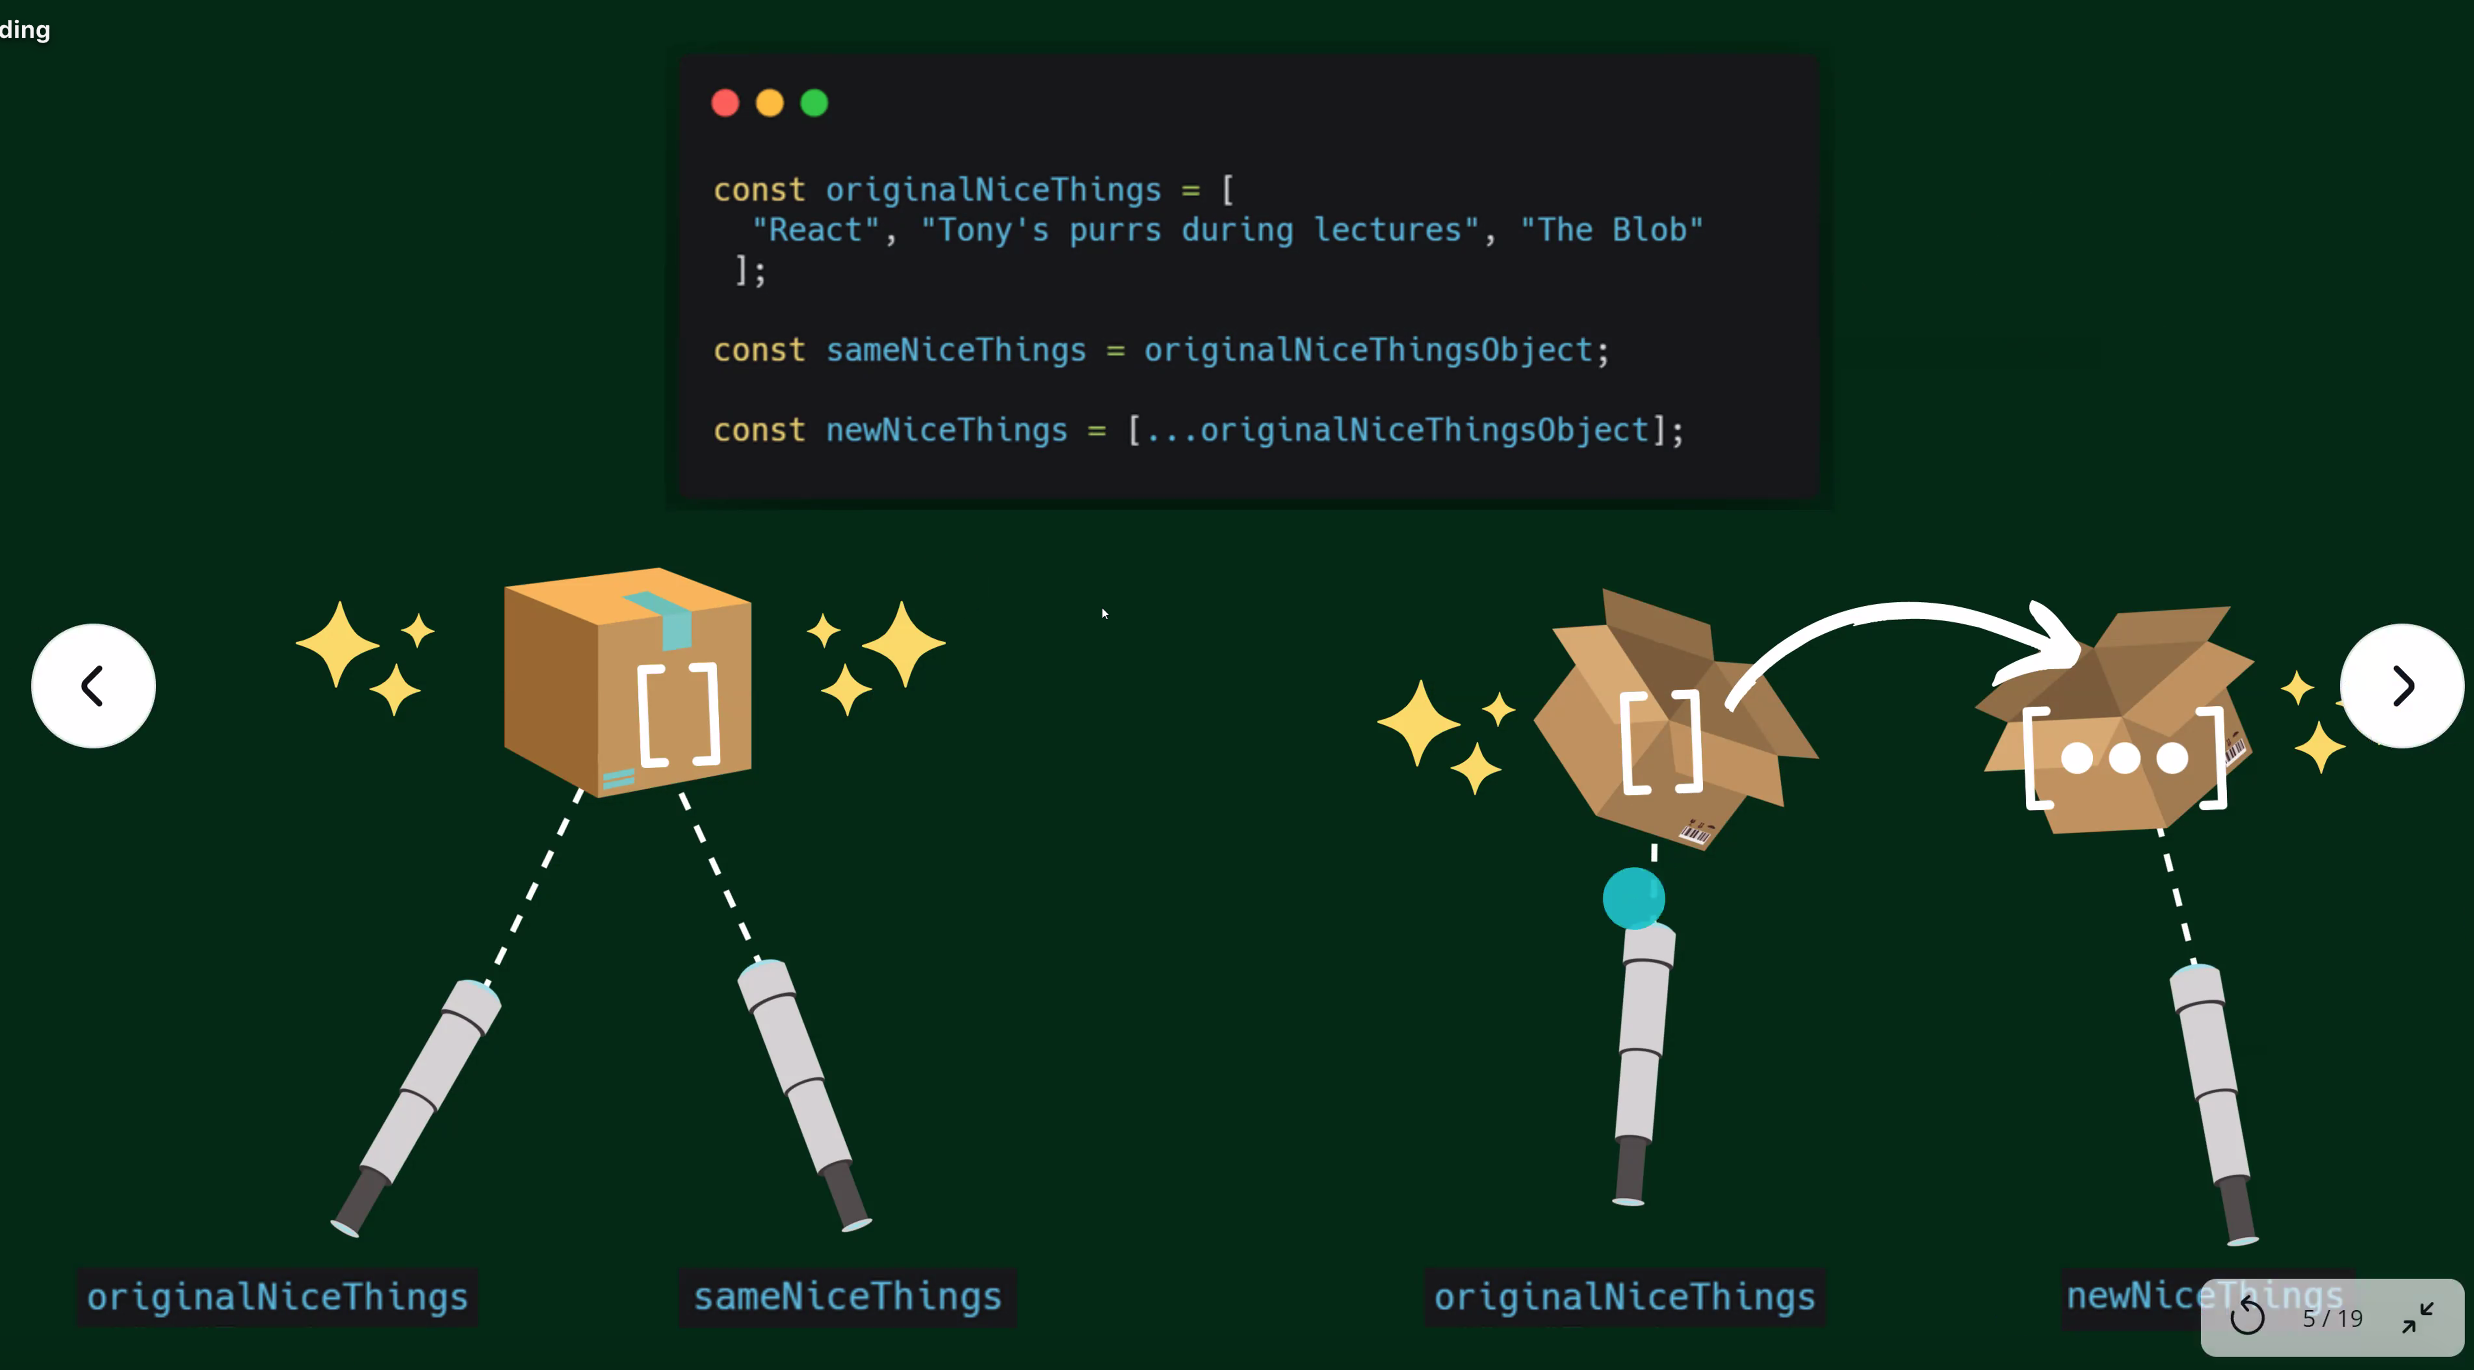 ding
const originalNiceThings = [
"React", "Tony's purrs during lectures", "The Blob"
];
const sameNiceThings = originalNiceThingsObject;
const newNiceThings = [...originalNiceThingsObject];
[ ]
[ ]
[...]
originalNiceThings
sameNiceThings
originalNiceThings
newNiceThings
5 / 19